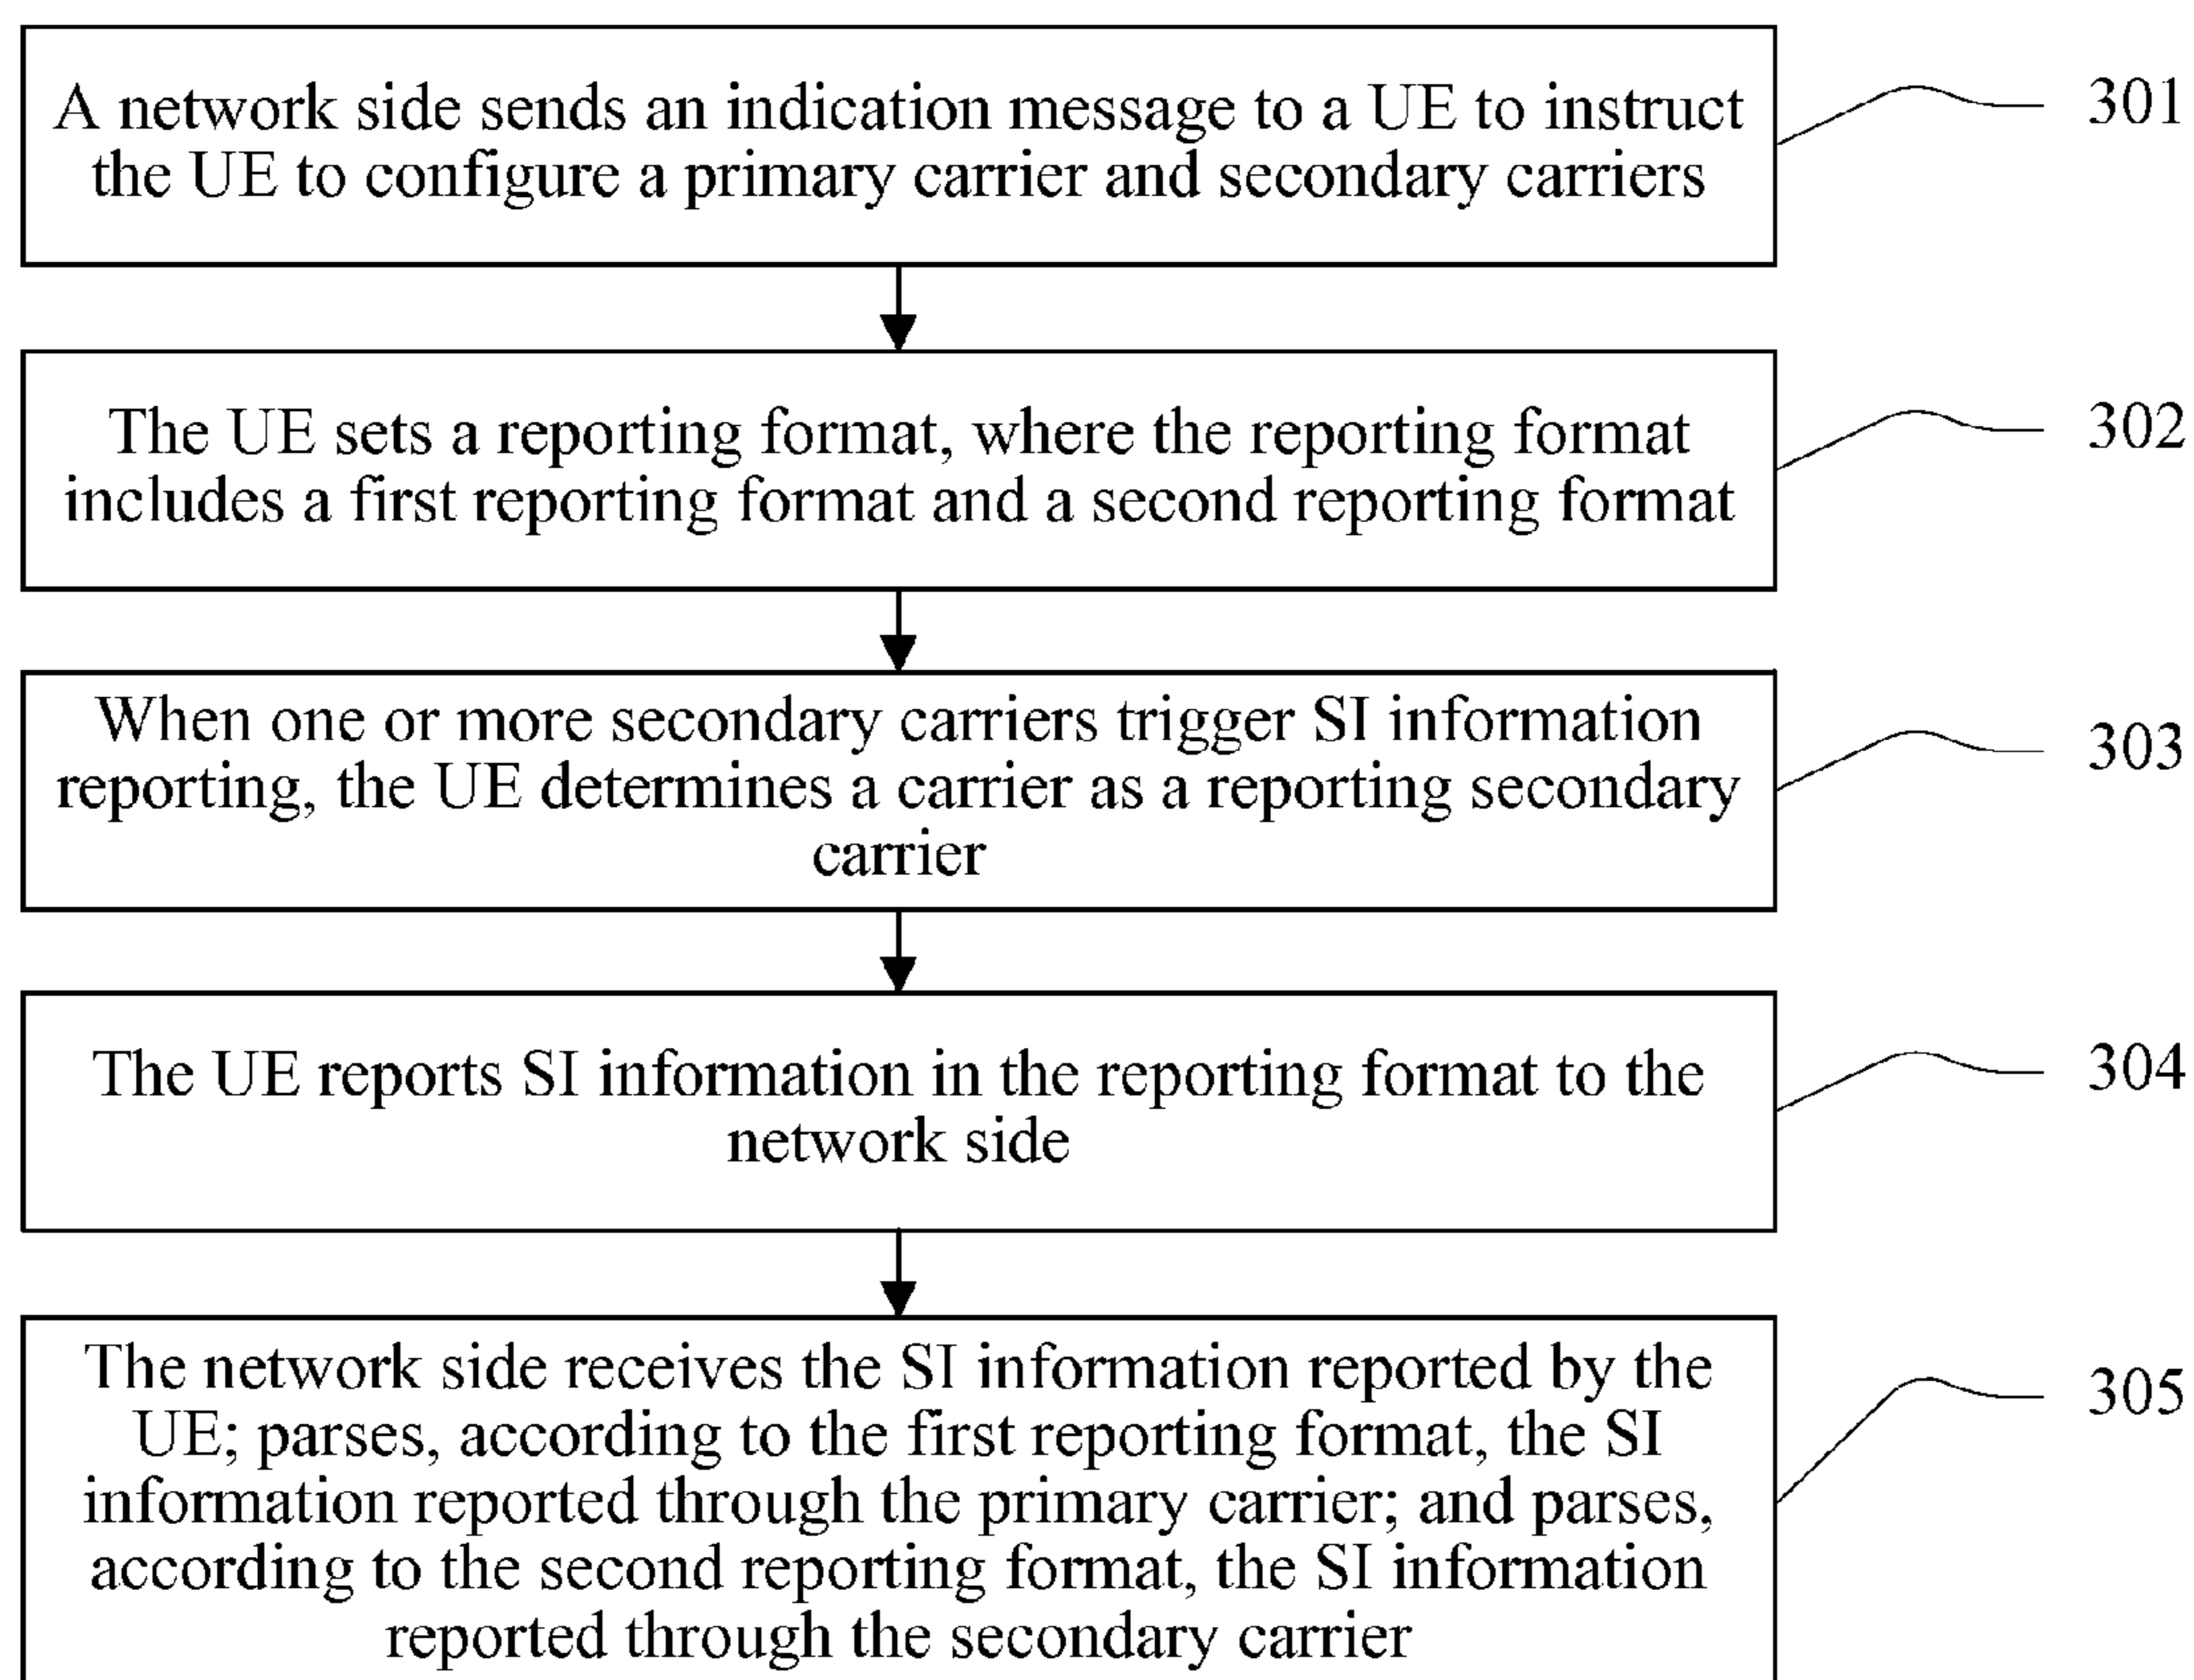 A network side sends an indication message to a UE to instruct
the UE to configure a primary carrier and secondary carriers
301
The UE sets a reporting format, where the reporting format
includes a first reporting format and a second reporting format
302
When one or more secondary carriers trigger SI information
reporting, the UE determines a carrier as a reporting secondary
carrier
303
The UE reports SI information in the reporting format to the
network side
304
The network side receives the SI information reported by the
UE; parses, according to the first reporting format, the SI
information reported through the primary carrier; and parses,
according to the second reporting format, the SI information
reported through the secondary carrier
305